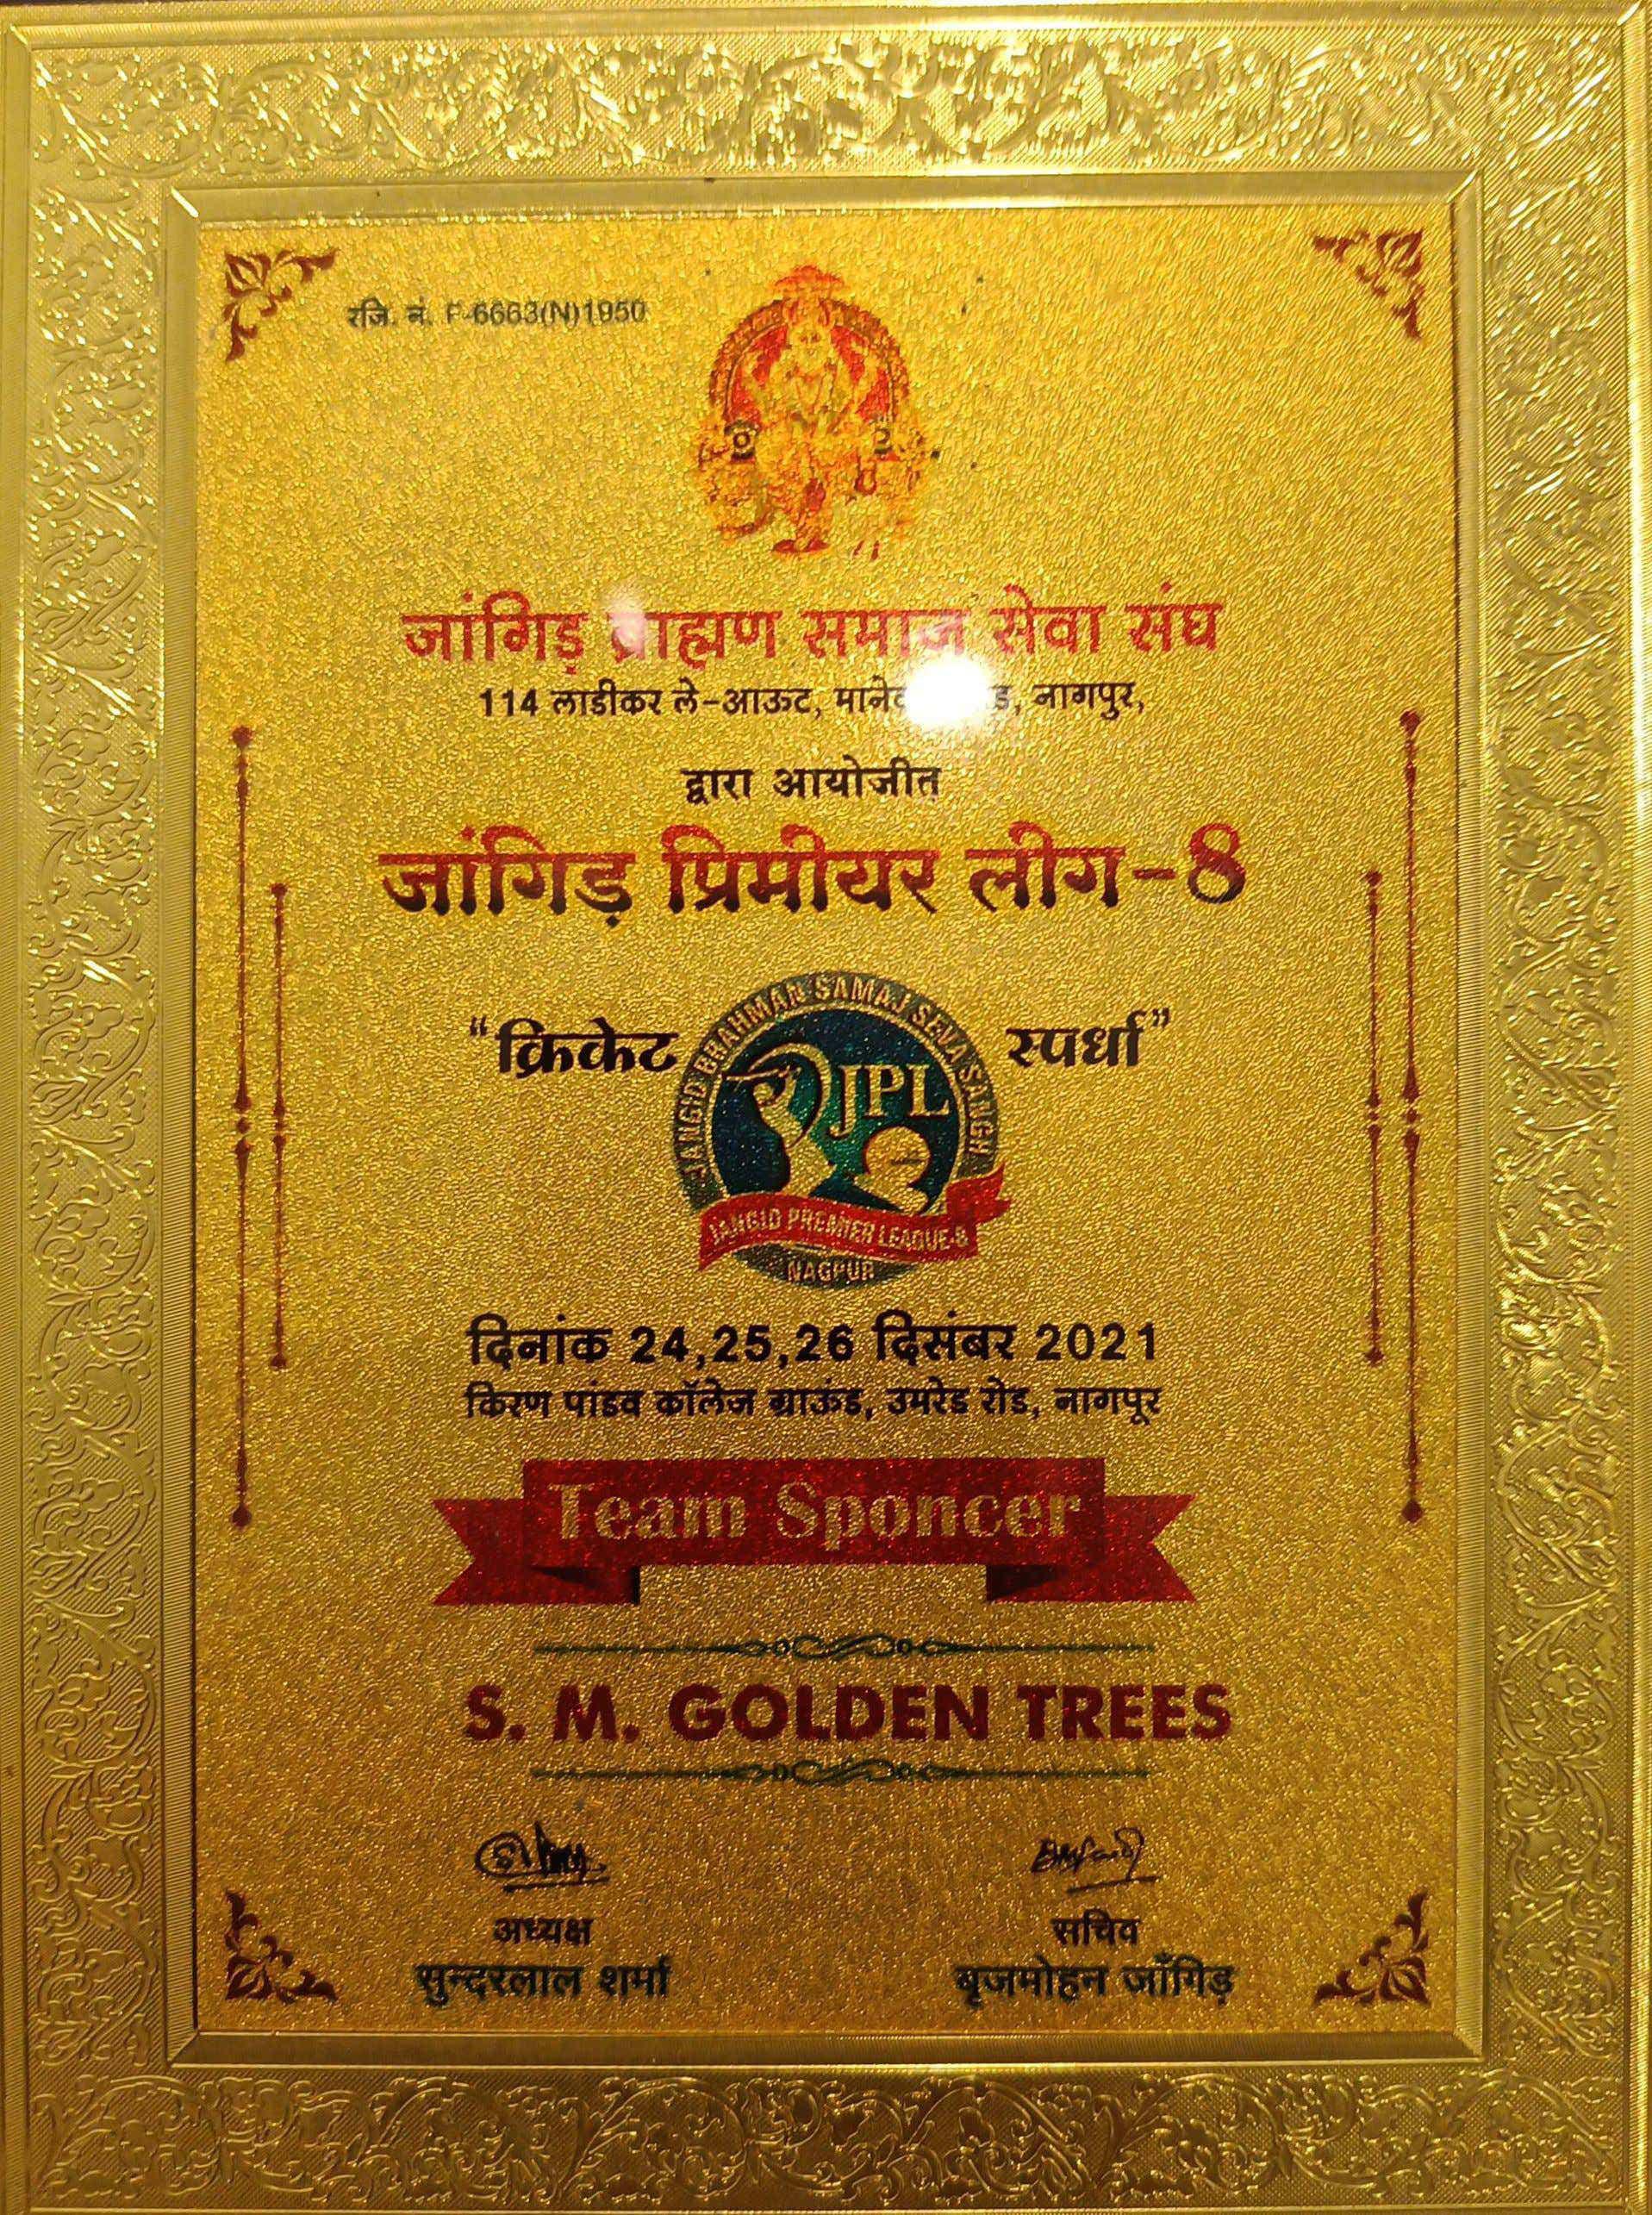 रजि. नं. F-6663(N)1950
जांगिड़ ब्राह्मण समाज सेवा संघ
114 लाडीकर ले-आऊट, नागपुर,
द्वारा आयोजीत
जांगिड़ प्रिमीयर लीग-8
“क्रिकेट स्पर्धा”
JANGID BRAHMAN SAMAJ SEVA SANGH
JPL
JANGID PREMIER LEAGUE-8
NAGPUR
दिनांक 24,25,26 दिसंबर 2021
किरण पांडव कॉलेज ग्राऊंड, उमरेड रोड, नागपूर
Team Sponcer
S. M. GOLDEN TREES
अध्यक्ष सचिव
सुन्दरलाल शर्मा बृजमोहन जाँगिड़